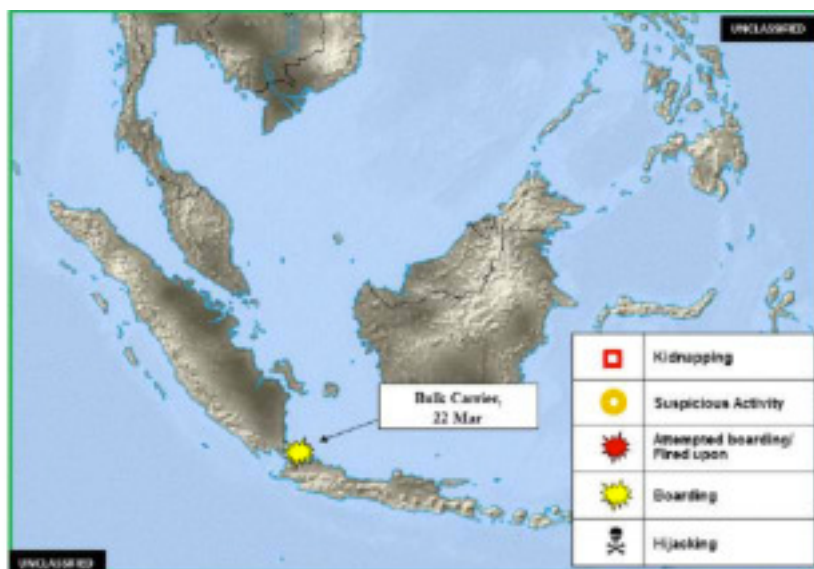 UNCLASSIFIED
Bulk Carrier,
22 Mar
Kidnapping
Suspicious Activity
Attempted boarding/
Fired upon
Boarding
Hijacking
UNCLASSIFIED